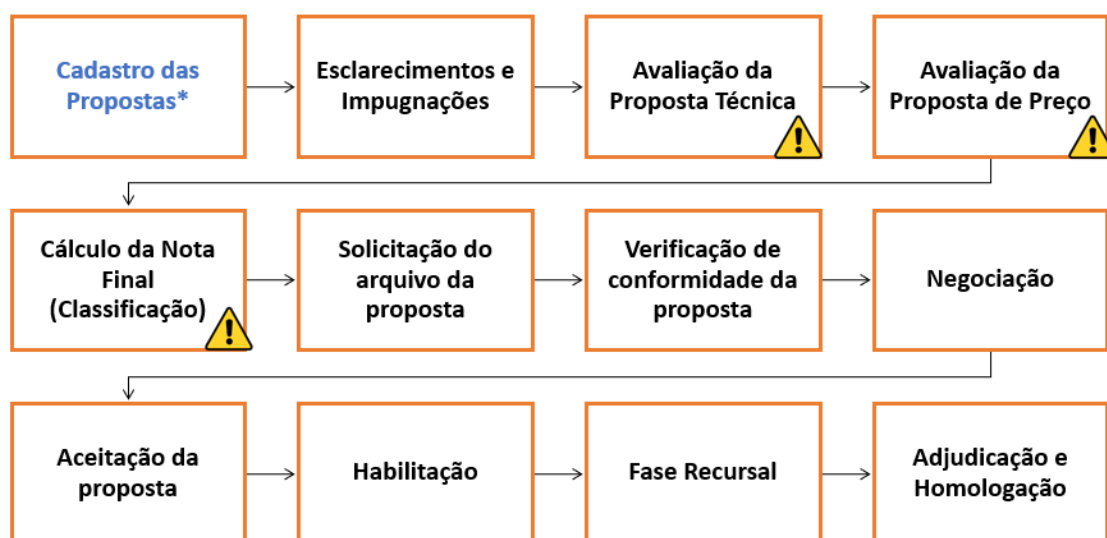 Cadastro das
Propostas*
Esclarecimentos e
Impugnações
Avaliação da
Proposta Técnica
Avaliação da
Proposta de Preço
Cálculo da Nota
Final
(Classificação)
Solicitação do
arquivo da
proposta
Verificação de
conformidade da
proposta
Negociação
Aceitação da
proposta
Habilitação
Fase Recursal
Adjudicação e
Homologação